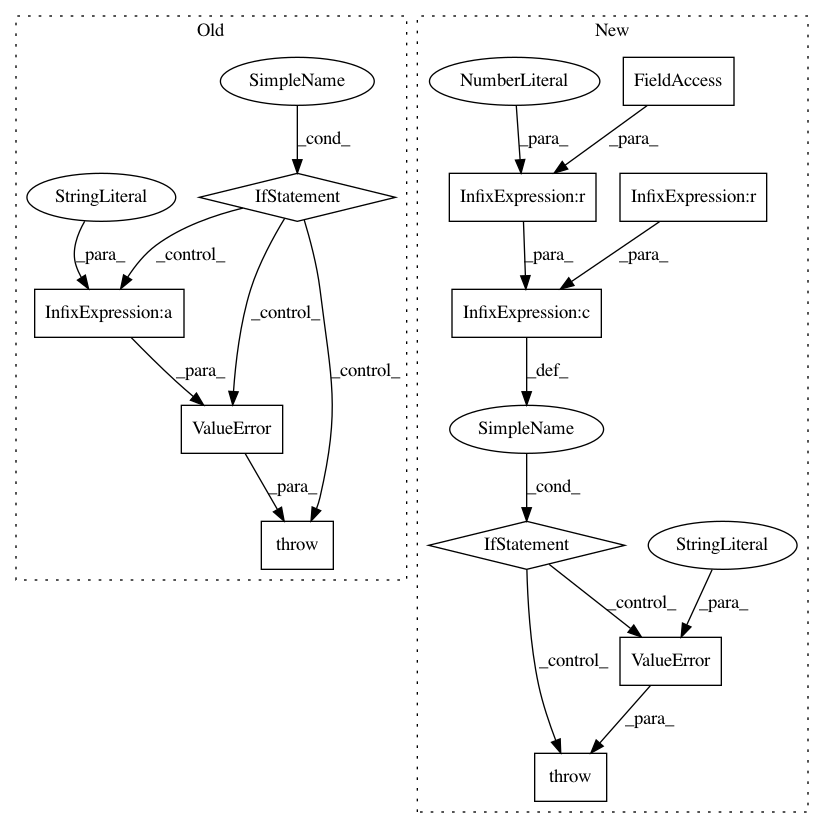 Old
New
SimpleName
NumberLiteral
FieldAccess
_cond_
_para_
_para_
StringLiteral
IfStatement
InfixExpression:r
InfixExpression:r
_para_
_control_
_para_
_para_
InfixExpression:a
_control_
InfixExpression:c
_para_
_control_
_def_
ValueError
SimpleName
_para_
_cond_
throw
IfStatement
StringLiteral
_control_
_para_
_control_
ValueError
_para_
throw